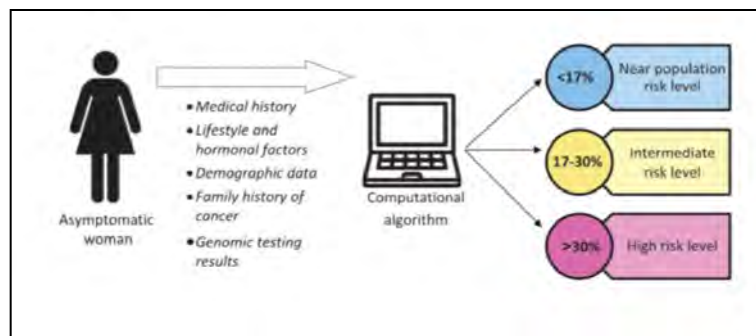 Asymptomatic
woman
• Medical history
• Lifestyle and
hormonal factors
• Demographic data
• Family history of
cancer
• Genomic testing
results
Computational
algorithm
<17%
Near population
risk level
17-30%
Intermediate
risk level
>30%
High risk level